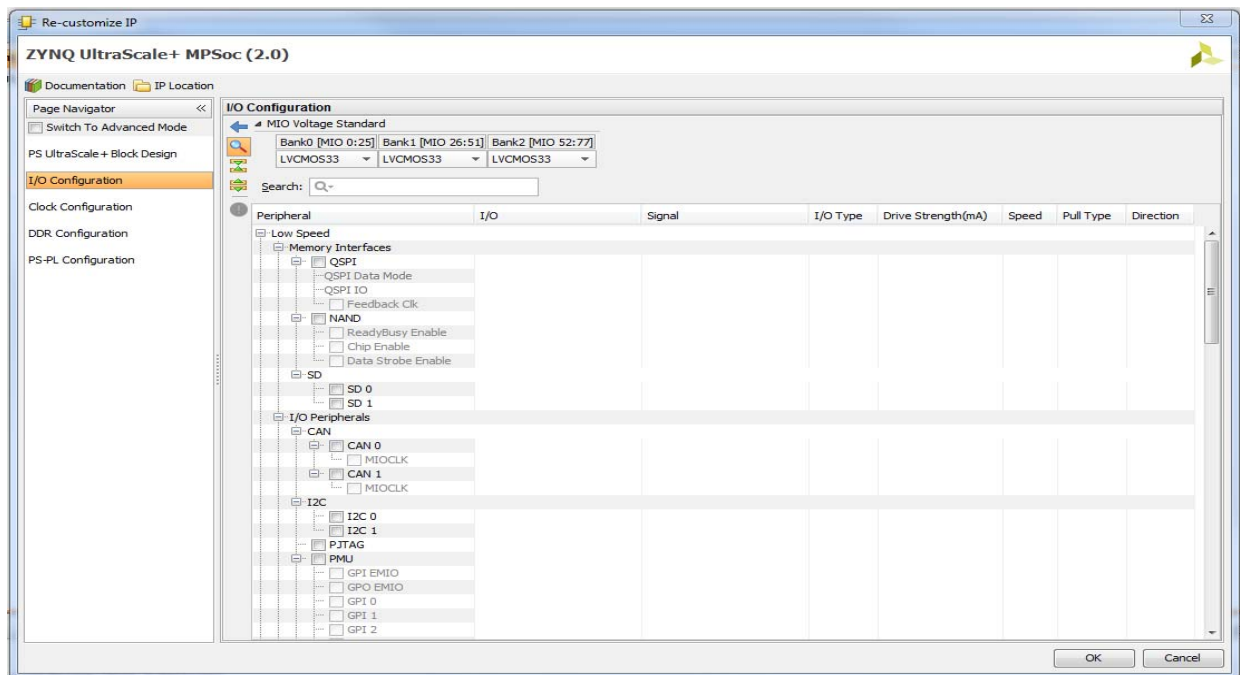 Re-customize IP
ZYNQ UltraScale+ MPSoc (2.0)
Documentation IP Location
Page Navigator «
Switch To Advanced Mode
PS UltraScale+ Block Design
I/O Configuration
Clock Configuration
DDR Configuration
PS-PL Configuration
I/O Configuration
MIO Voltage Standard
Bank0 [MIO 0:25] Bank1 [MIO 26:51] Bank2 [MIO 52:77]
LVCMOS33 LVCMOS33 LVCMOS33
Search:
Peripheral I/O Signal I/O Type Drive Strength(mA) Speed Pull Type Direction
Low Speed
Memory Interfaces
QSPI
QSPI Data Mode
QSPI IO
Feedback Clk
NAND
ReadyBusy Enable
Chip Enable
Data Strobe Enable
SD
SD 0
SD 1
I/O Peripherals
CAN
CAN 0
MIOCLK
CAN 1
MIOCLK
I2C
I2C 0
I2C 1
PJTAG
PMU
GPI EMIO
GPO EMIO
GPI 0
GPI 1
GPI 2
OK Cancel